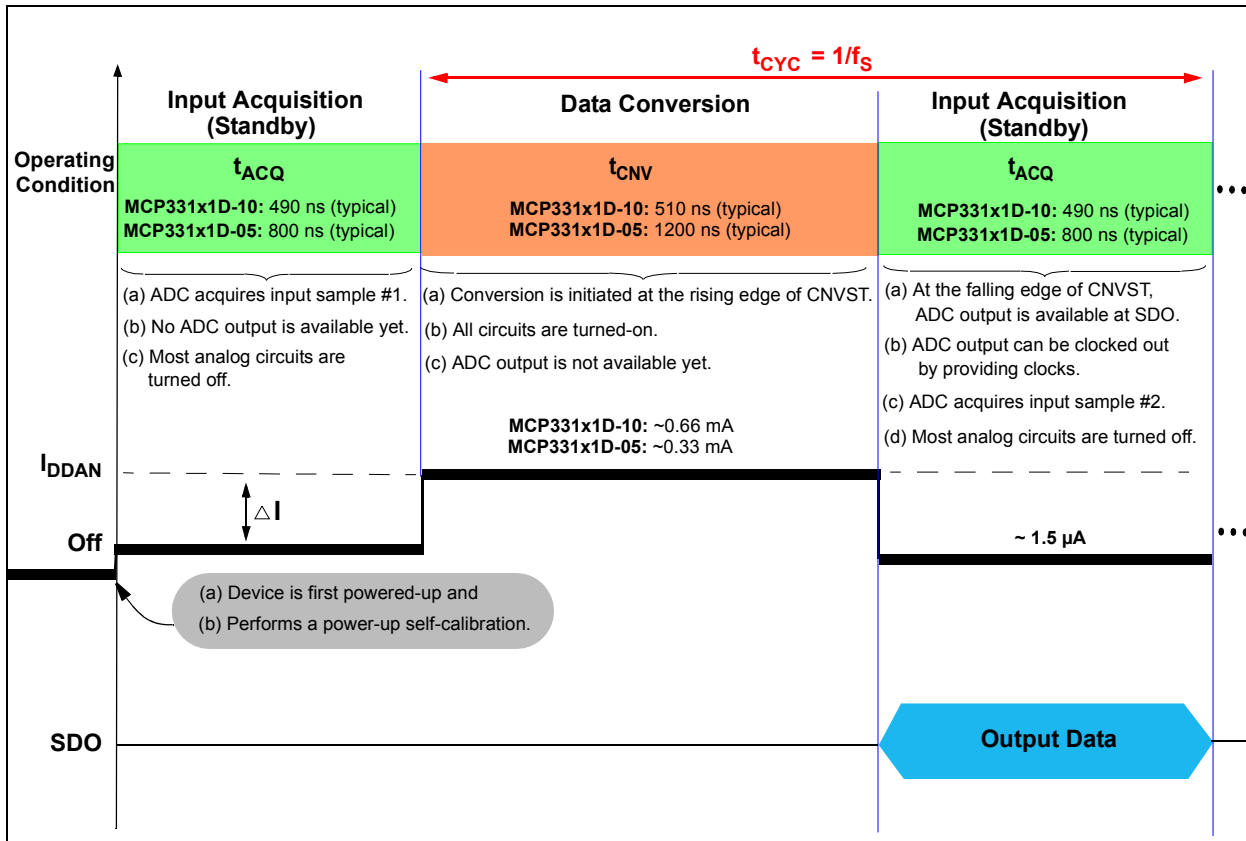 tCYC = 1/fS
Input Acquisition
(Standby)
Data Conversion
Input Acquisition
(Standby)
Operating
Condition
tACQ
MCP331x1D-10: 490 ns (typical)
MCP331x1D-05: 800 ns (typical)
tCNV
MCP331x1D-10: 510 ns (typical)
MCP331x1D-05: 1200 ns (typical)
tACQ
MCP331x1D-10: 490 ns (typical)
MCP331x1D-05: 800 ns (typical)
(a) ADC acquires input sample #1.
(b) No ADC output is available yet.
(c) Most analog circuits are
turned off.
(a) Conversion is initiated at the rising edge of CNVST.
(b) All circuits are turned-on.
(c) ADC output is not available yet.
(a) At the falling edge of CNVST,
ADC output is available at SDO.
(b) ADC output can be clocked out
by providing clocks.
(c) ADC acquires input sample #2.
(d) Most analog circuits are turned off.
MCP331x1D-10: ~0.66 mA
MCP331x1D-05: ~0.33 mA
IDDAN
△ I
Off
~ 1.5 µA
(a) Device is first powered-up and
(b) Performs a power-up self-calibration.
SDO
Output Data